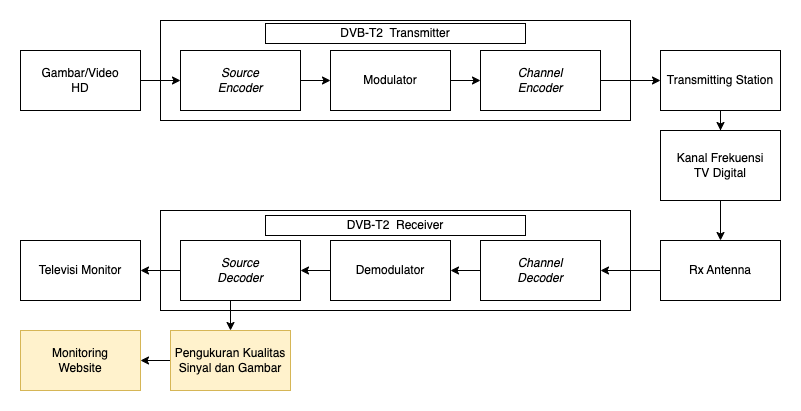 DVB-T2 Transmitter
Gambar/Video
HD
Source
Encoder
Modulator
Channel
Encoder
Transmitting Station
Kanal Frekuensi
TV Digital
DVB-T2 Receiver
Televisi Monitor
Source
Decoder
Demodulator
Channel
Decoder
Rx Antenna
Monitoring
Website
Pengukuran Kualitas
Sinyal dan Gambar